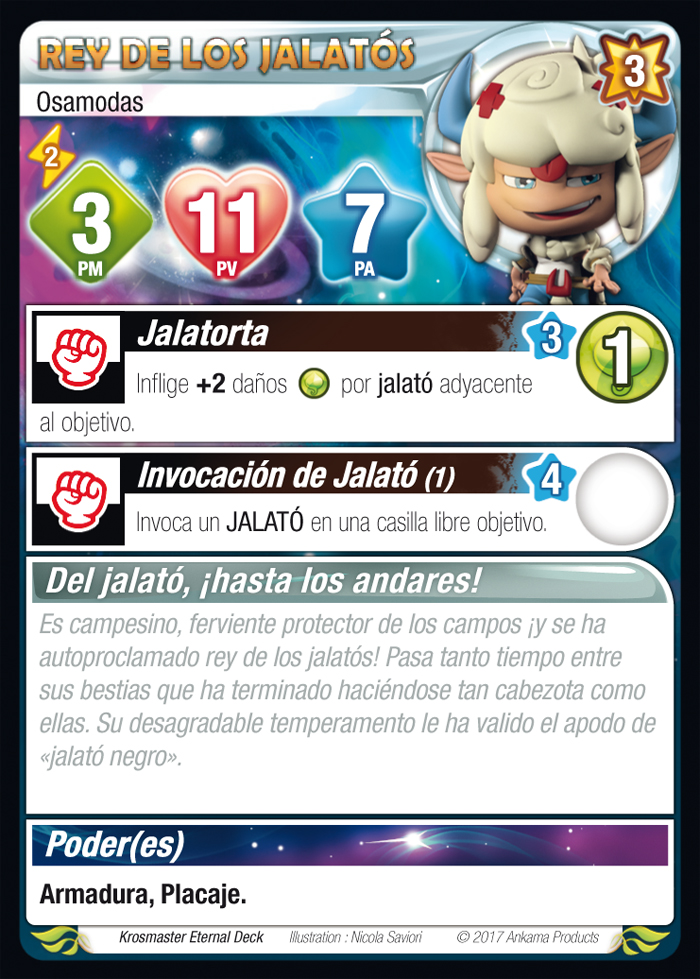 REY DE LOS JALATÓS
3
Osamodas
2
3
PM
11
PV
7
PA
Jalatorta
3
1
Inflige +2 daños por jalató adyacente
al objetivo.
Invocación de Jalató (1)
4
Invoca un JALATÓ en una casilla libre objetivo.
Del jalató, ¡hasta los andares!
Es campesino, ferviente protector de los campos ¡y se ha
autoproclamado rey de los jalatós! Pasa tanto tiempo entre
sus bestias que ha terminado haciéndose tan cabezota como
ellas. Su desagradable temperamento le ha valido el apodo de
«jalató negro».
Poder(es)
Armadura, Placaje.
Krosmaster Eternal Deck Illustration : Nicola Saviori © 2017 Ankama Products